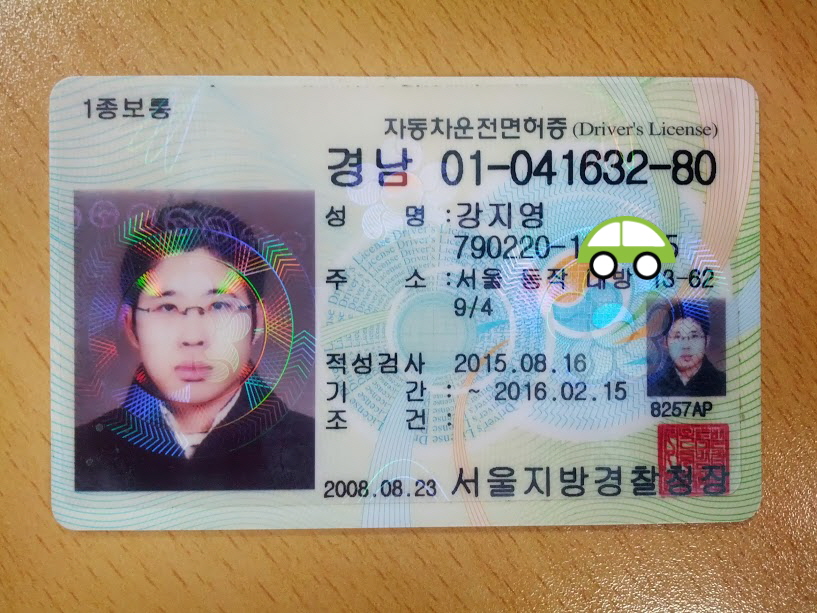 1종보통
자동차운전면허증 (Driver's License)
경남 01-041632-80
성 명 : 강지영
790220-1 5
주 소 : 서울 동작 대방 13-62
9/4
적성검사 2015.08.16
기 간 : ~ 2016.02.15
조 건 :
8257AP
2008.08.23 서울지방경찰청장